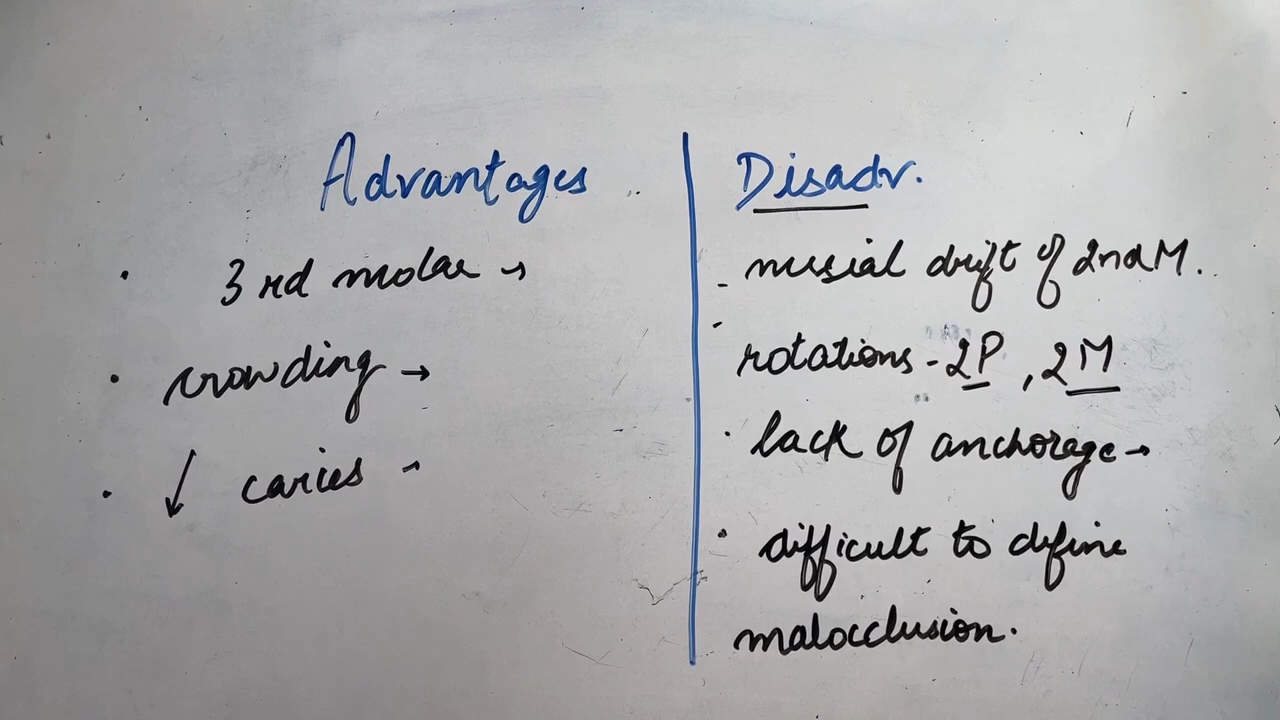 Advantages
· 3rd molar →
· crowding →
· ↓ caries →
Disadr.
- mesial drift of 2nd M.
- rotations - 2P, 2M
· lack of anchorage →
· difficult to define
malocclusion.